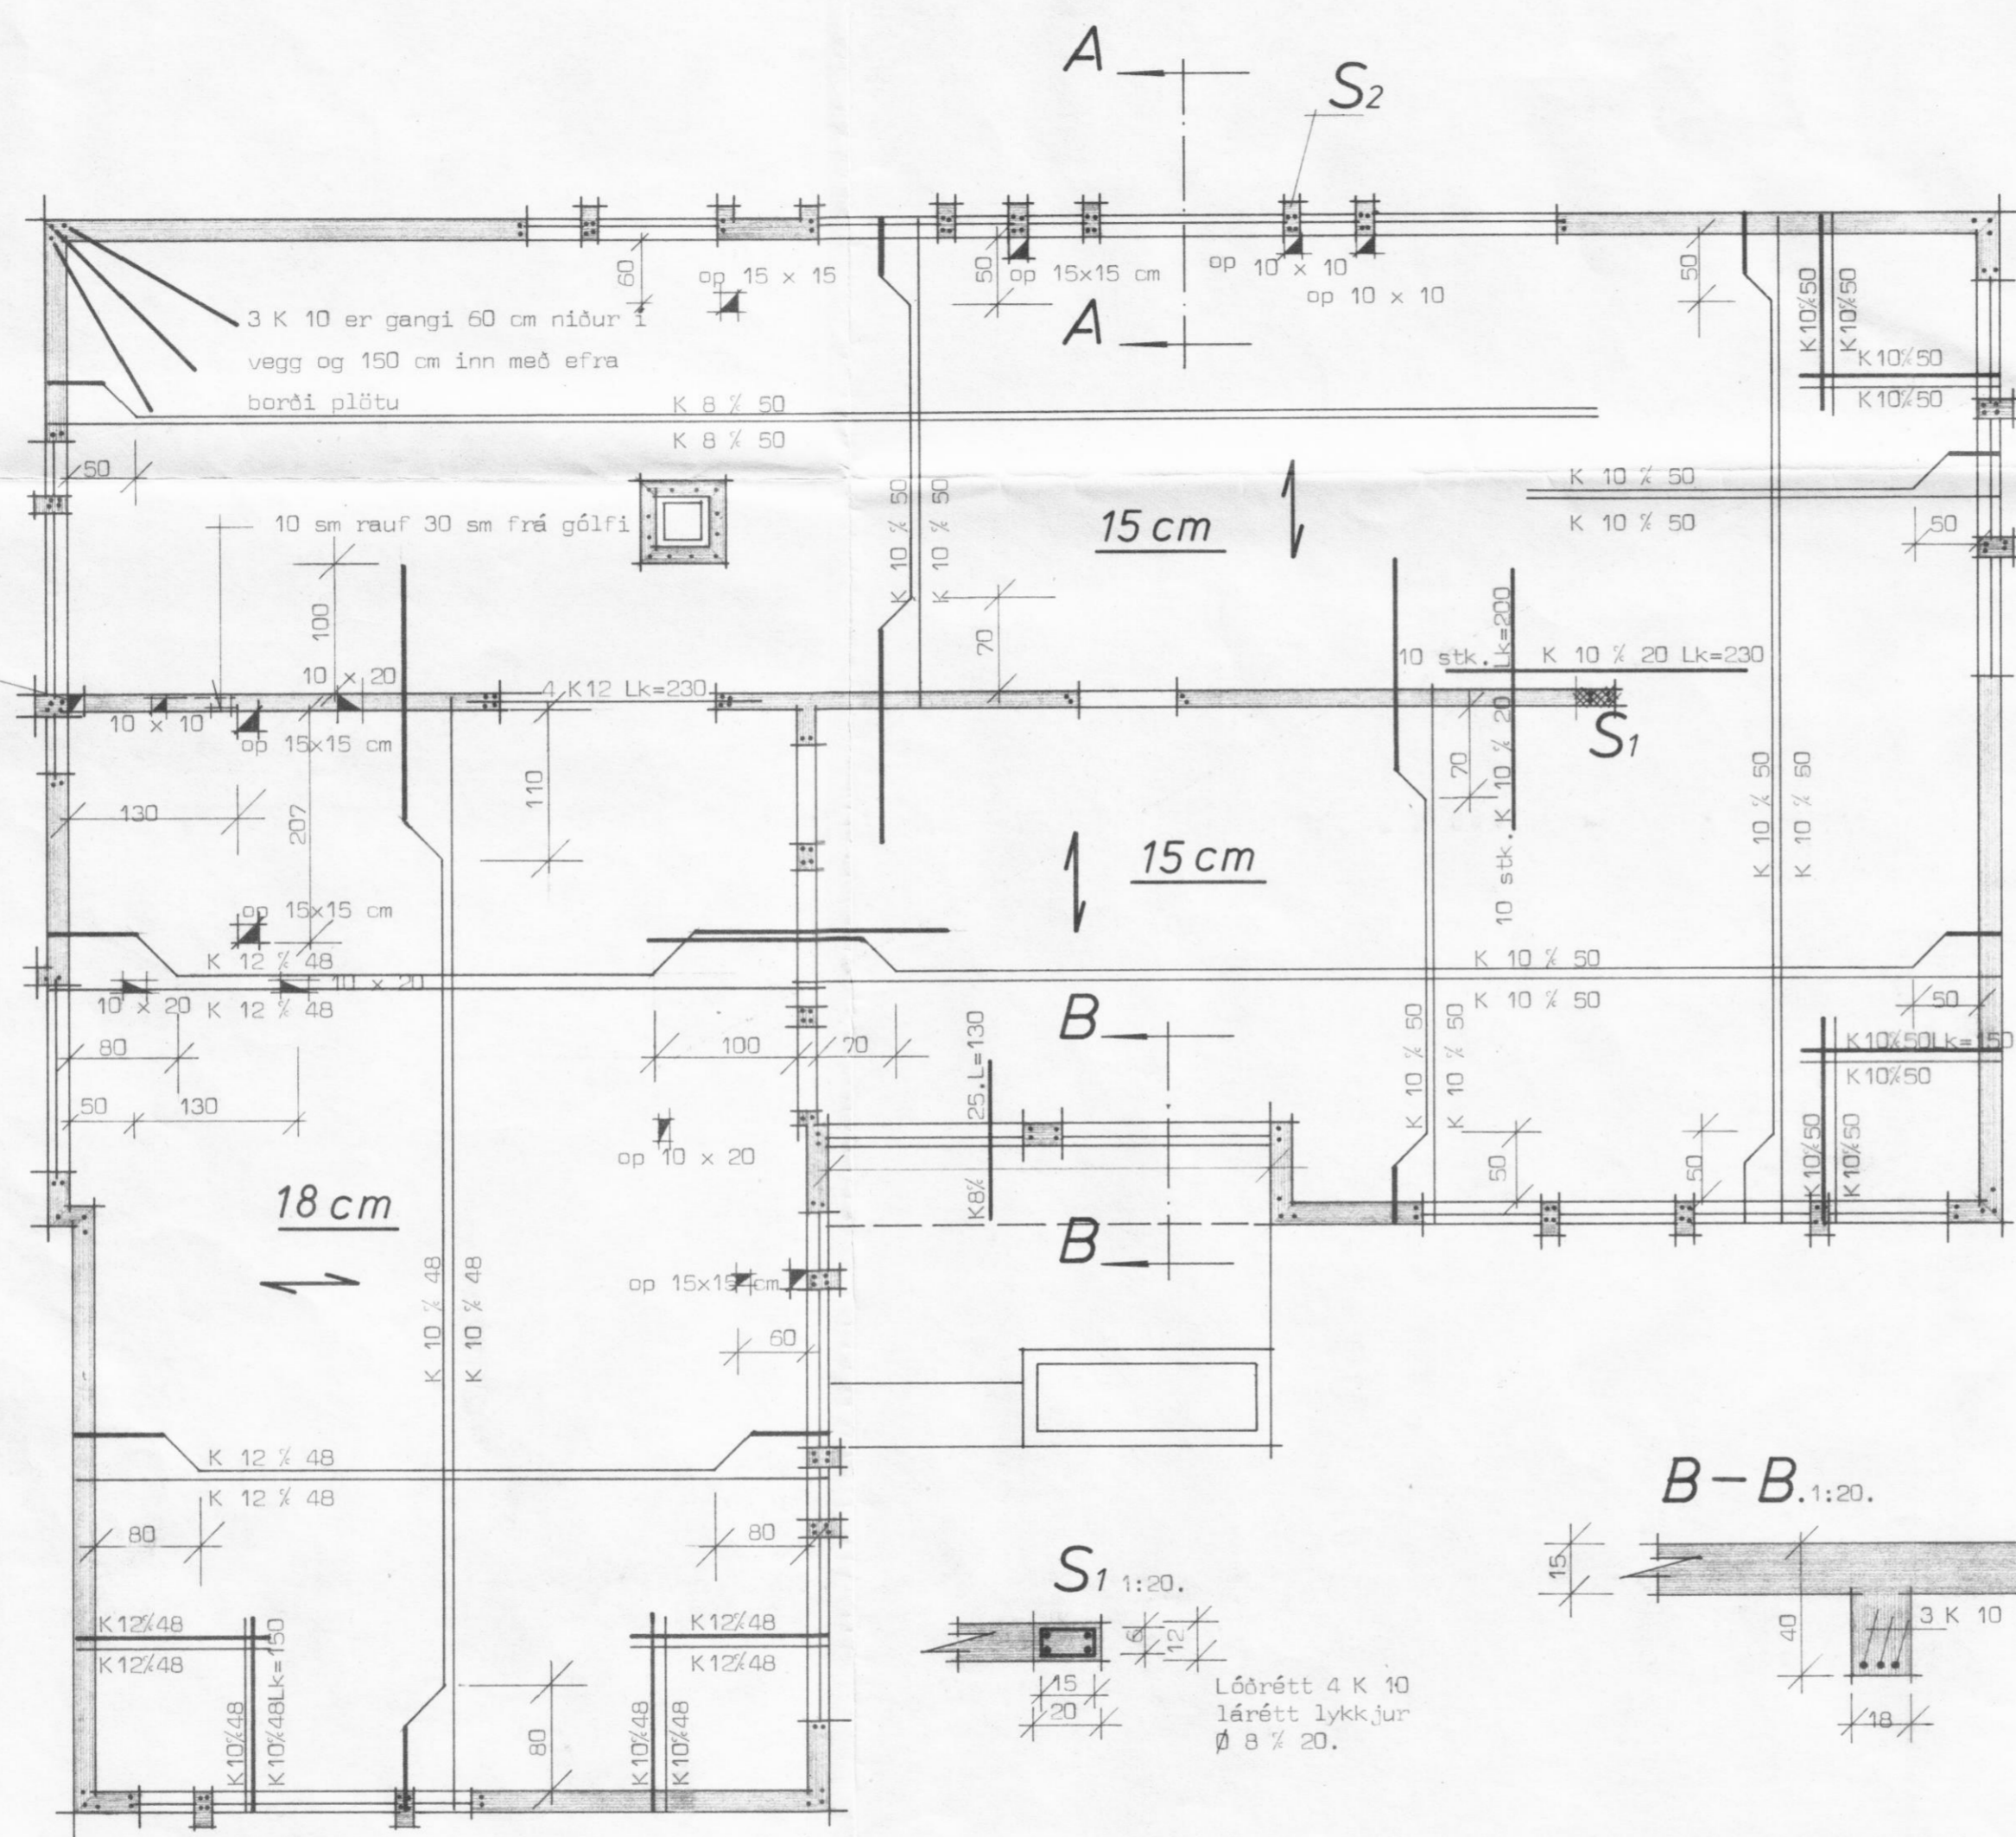 A
S2
A
60
op 15 x 15
50
op 15x15 cm
op 10 x 10
op 10 x 10
50
K10⁒50
K10⁒50
K10⁒50
K10⁒50
3 K 10 er gangi 60 cm niður í
vegg og 150 cm inn með efra
borði plötu
K 8 ⁒ 50
K 8 ⁒ 50
50
10 sm rauf 30 sm frá gólfi
K 10 ⁒ 50
K 10 ⁒ 50
15 cm
K 10 ⁒ 50
K 10 ⁒ 50
50
100
70
10 x 20
4 K12 Lk=230
10 stk. K 10 ⁒ 20 Lk=230
10 stk. K 10 ⁒ 20 Lk=200
S1
10 x 10
op 15x15 cm
110
70
130
207
15 cm
K 10 ⁒ 50
K 10 ⁒ 50
op 15x15 cm
K 12 ⁒ 48
10 x 20
10 x 20
K 12 ⁒ 48
K 10 ⁒ 50
K 10 ⁒ 50
50
80
100
70
B
K8⁒ 25.L=130
K 10 ⁒ 50
K 10 ⁒ 50
K10⁒50Lk=150
K10⁒50
50
130
op 10 x 20
50
50
K10⁒50
K10⁒50
18 cm
B
op 15x15 cm
K 10 ⁒ 48
K 10 ⁒ 48
60
K 12 ⁒ 48
K 12 ⁒ 48
80
80
K12⁒48
K12⁒48
K12⁒48
K12⁒48
K10⁒48
K10⁒48Lk=150
80
K10⁒48
K10⁒48
S1 1:20.
6
12
15
20
Lóðrétt 4 K 10
lárétt lykkjur
Ø 8 ⁒ 20.
B-B.1:20.
15
40
3 K 10
18